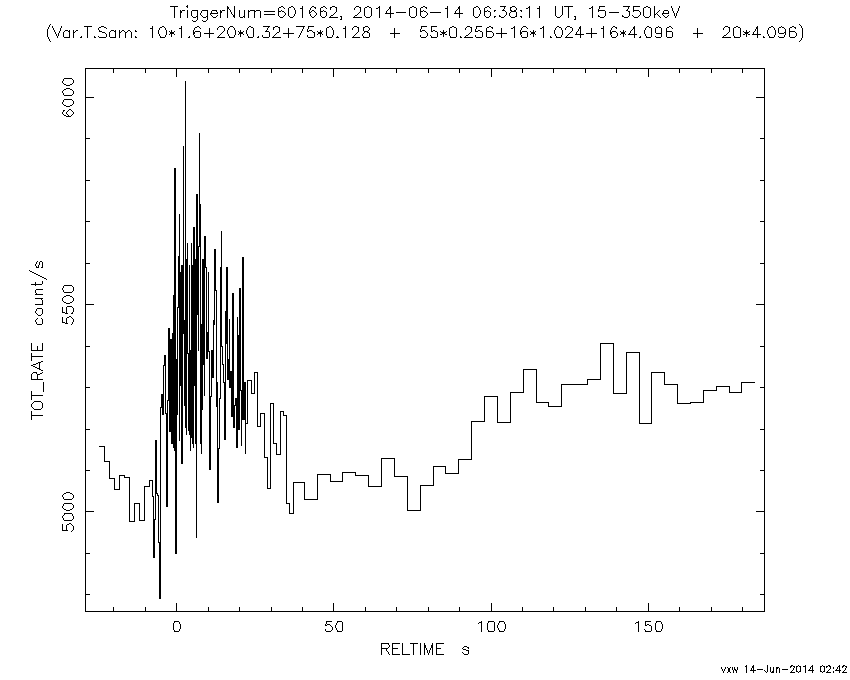 TriggerNum=601662, 2014-06-14 06:38:11 UT, 15-350keV
(Var.T.Sam: 10*1.6+20*0.32+75*0.128 + 55*0.256+16*1.024+16*4.096 + 20*4.096)
6000
5500
5000
TOT_RATE count/s
0 50 100 150
RELTIME s
vxw 14-Jun-2014 02:42